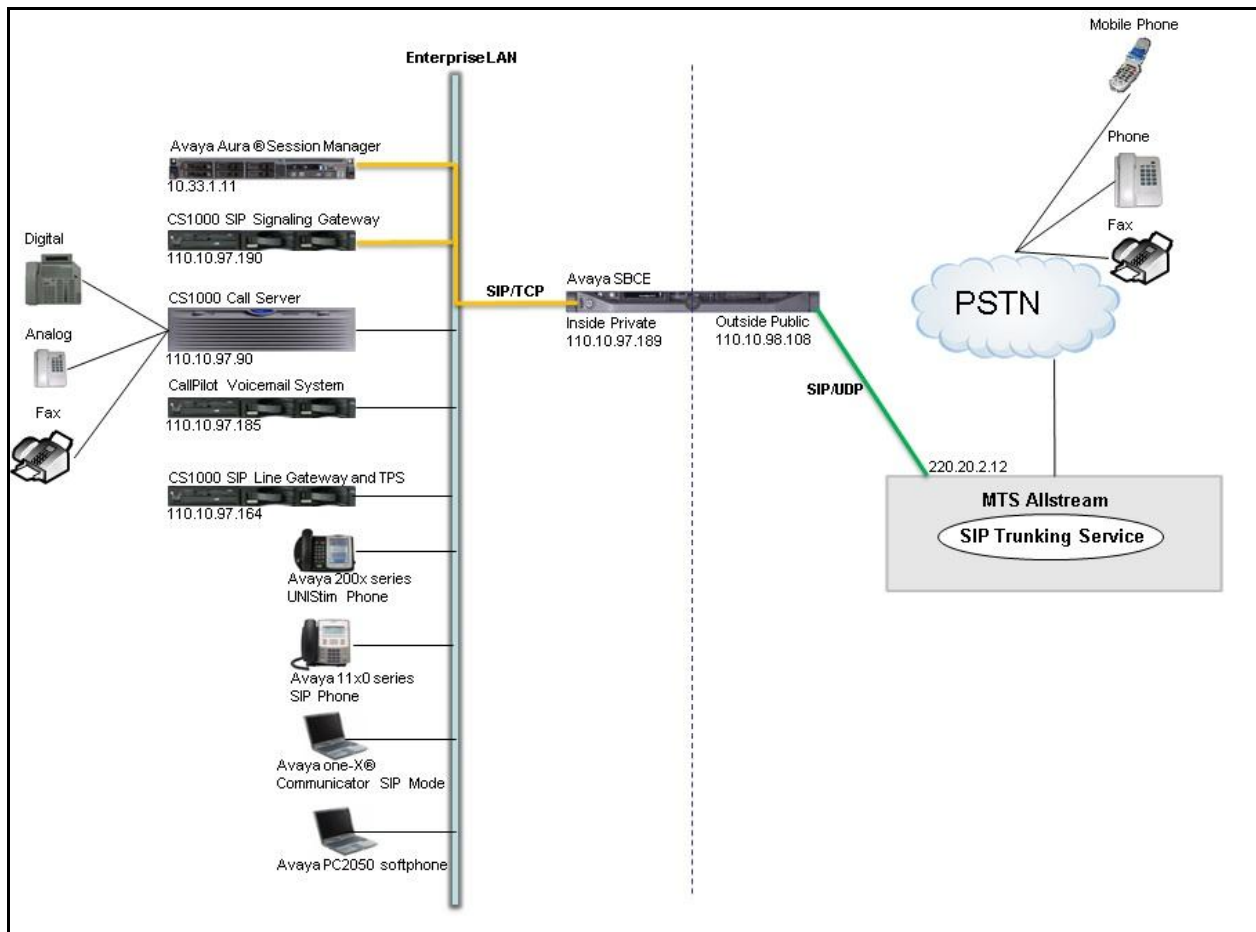 Mobile Phone
EnterpriseLAN
Phone
Avaya Aura ® Session Manager
10.33.1.11
CS1000 SIP Signaling Gateway
110.10.97.190
Fax
Digital
PSTN
SIP/TCP
Avaya SBCE
Inside Private
110.10.97.189
Outside Public
110.10.98.108
CS1000 Call Server
110.10.97.90
Analog
CallPilot Voicemail System
110.10.97.185
SIP/UDP
Fax
CS1000 SIP Line Gateway and TPS
110.10.97.164
220.20.2.12
MTS Allstream
SIP Trunking Service
Avaya 200x series
UNIStim Phone
Avaya 11x0 series
SIP Phone
Avaya one-X®
Communicator SIP Mode
Avaya PC2050 softphone